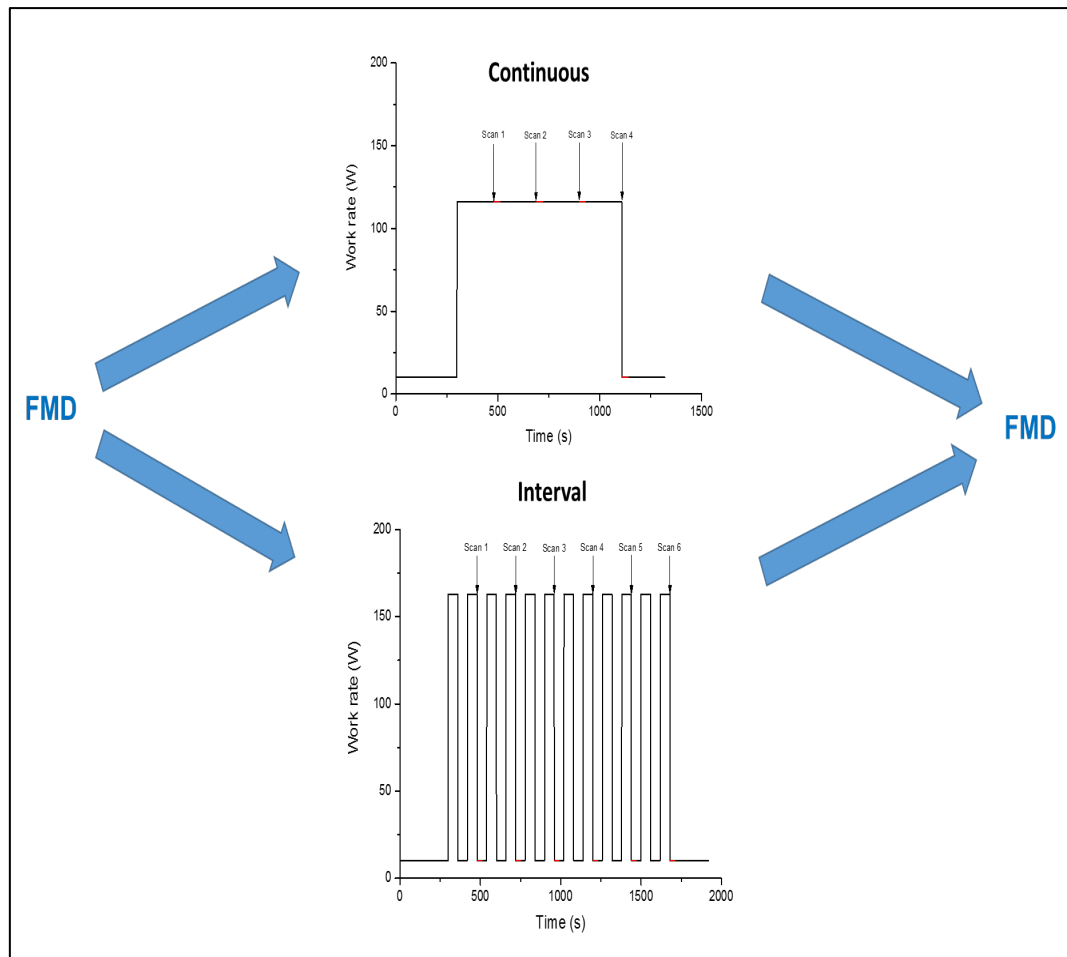 Continuous
200
Scan 1 Scan 2 Scan 3 Scan 4
150
Work rate (W)
100
50
0
0 500 1000 1500
Time (s)
FMD
FMD
Interval
200
Scan 1 Scan 2 Scan 3 Scan 4 Scan 5 Scan 6
150
Work rate (W)
100
50
0
0 500 1000 1500 2000
Time (s)